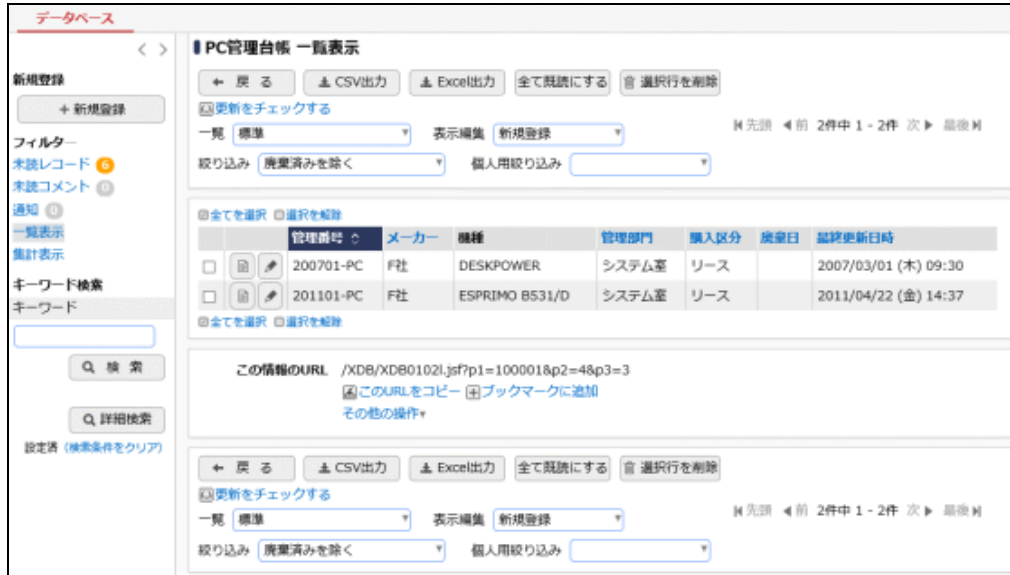 データベース
PC管理台帳 一覧表示
戻る CSV出力 Excel出力 全て既読にする 選択行を削除
更新をチェックする
一覧 標準 表示編集 新規登録
先頭 前 2件中 1 - 2件 次 最後
絞り込み 廃棄済みを除く 個人用絞り込み
新規登録
+ 新規登録
フィルター
未読レコード 6
未読コメント 0
通知 0
一覧表示
集計表示
キーワード検索
キーワード
検索
詳細検索
設定済 (検索条件をクリア)
全てを選択 選択を解除
管理番号 メーカー 機種 管理部門 購入区分 廃棄日 最終更新日時
200701-PC F社 DESKPOWER システム室 リース 2007/03/01 (木) 09:30
201101-PC F社 ESPRIMO B531/D システム室 リース 2011/04/22 (金) 14:37
全てを選択 選択を解除
この情報のURL /XDB/XDB0102l.jsf?p1=100001&p2=4&p3=3
このURLをコピー ブックマークに追加
その他の操作
戻る CSV出力 Excel出力 全て既読にする 選択行を削除
更新をチェックする
一覧 標準 表示編集 新規登録
先頭 前 2件中 1 - 2件 次 最後
絞り込み 廃棄済みを除く 個人用絞り込み